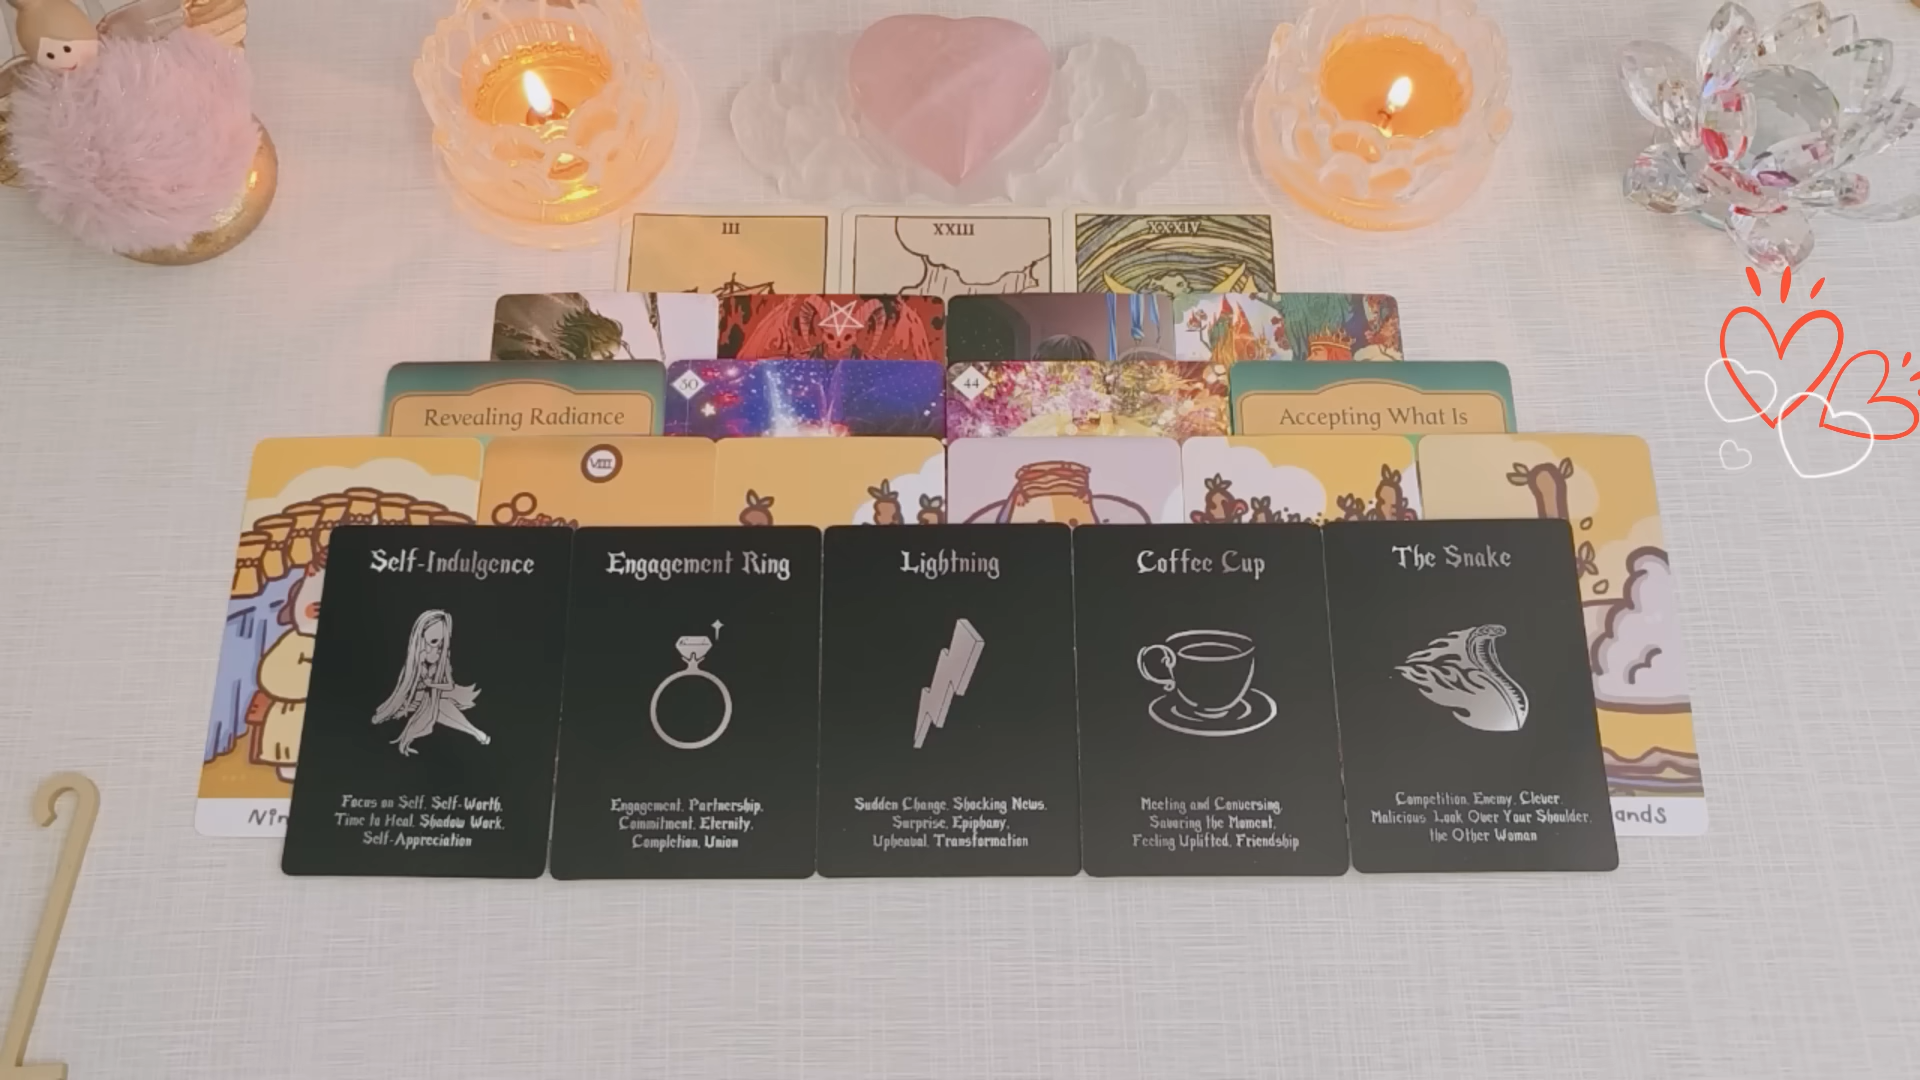 III
XXIII
XXXIV
50
44
Revealing Radiance
Accepting What Is
VIII
Self-Indulgence
Engagement Ring
Lightning
Coffee Cup
The Snake
Focus on Self, Self-Worth,
Time to Heal, Shadow Work,
Self-Appreciation
Engagement, Partnership,
Commitment, Eternity,
Completion, Union
Sudden Change, Shocking News,
Surprise, Epiphany,
Upheaval, Transformation
Meeting and Conversing,
Savoring the Moment,
Feeling Uplifted, Friendship
Competition, Enemy, Clever,
Malicious, Look Over Your Shoulder,
the Other Woman
Nin
ands